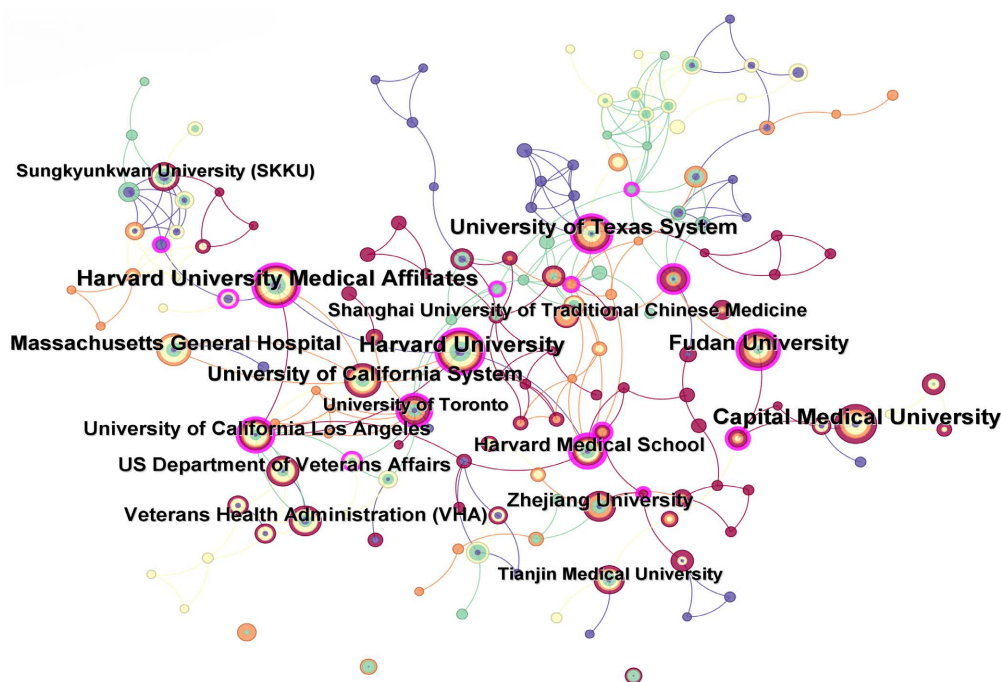 Sungkyunkwan University (SKKU)
University of Texas System
Harvard University Medical Affiliates
Shanghai University of Traditional Chinese Medicine
Massachusetts General Hospital
Harvard University
Fudan University
University of California System
University of Toronto
Capital Medical University
University of California Los Angeles
Harvard Medical School
US Department of Veterans Affairs
Zhejiang University
Veterans Health Administration (VHA)
Tianjin Medical University